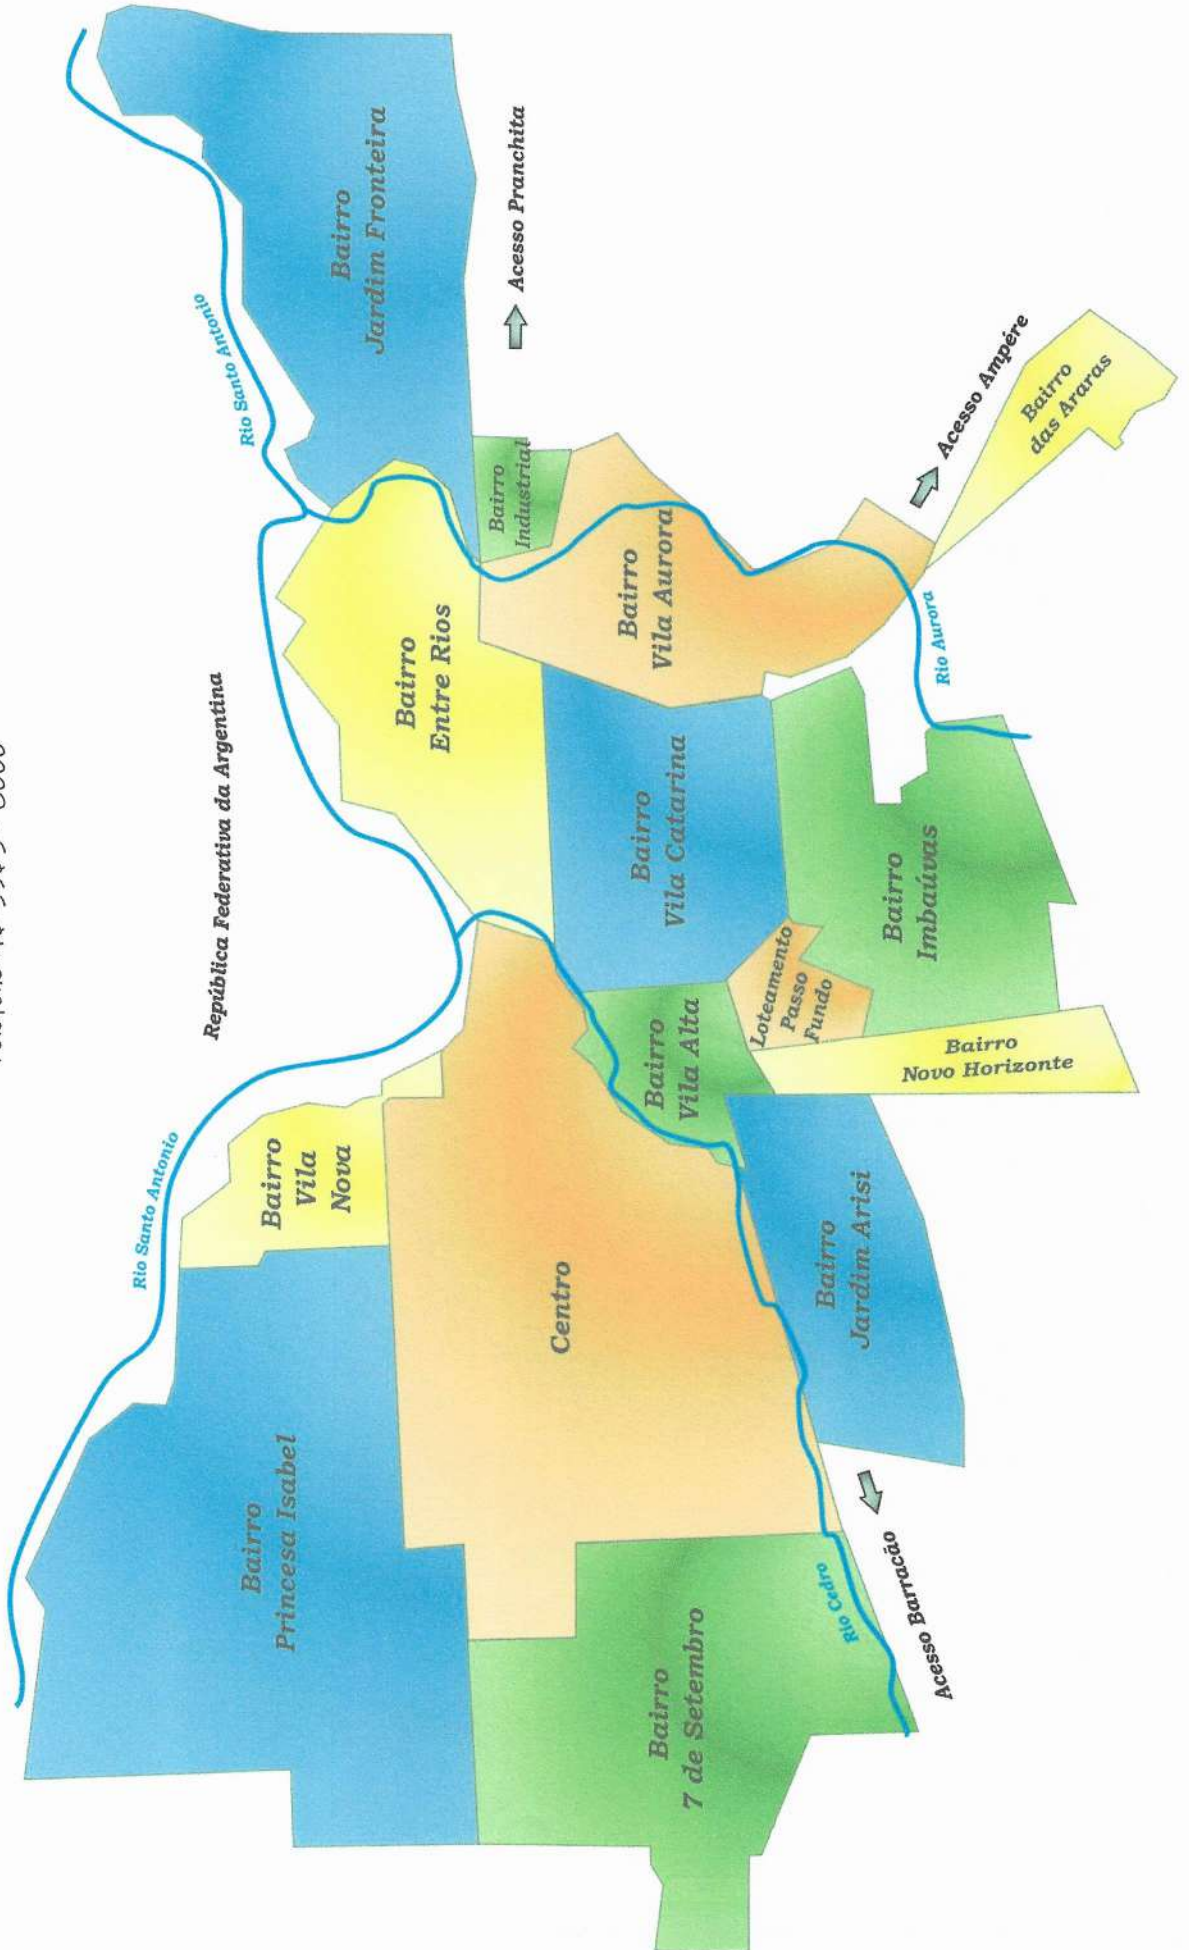 República Federativa da Argentina
Rio Santo Antonio
Rio Santo Antonio
Bairro
Princesa Isabel
Bairro
Vila
Nova
Bairro
Entre Rios
Bairro
Jardim Fronteira
Acesso Pranchita
Centro
Bairro
Industrial
Bairro
7 de Setembro
Bairro
Vila Alta
Bairro
Vila Catarina
Bairro
Vila Aurora
Loteamento
Passo
Fundo
Rio Cedro
Bairro
Jardim Arisi
Bairro
Imbaúvas
Acesso Barracão
Bairro
Novo Horizonte
Rio Aurora
Acesso Ampére
Bairro
das Araras